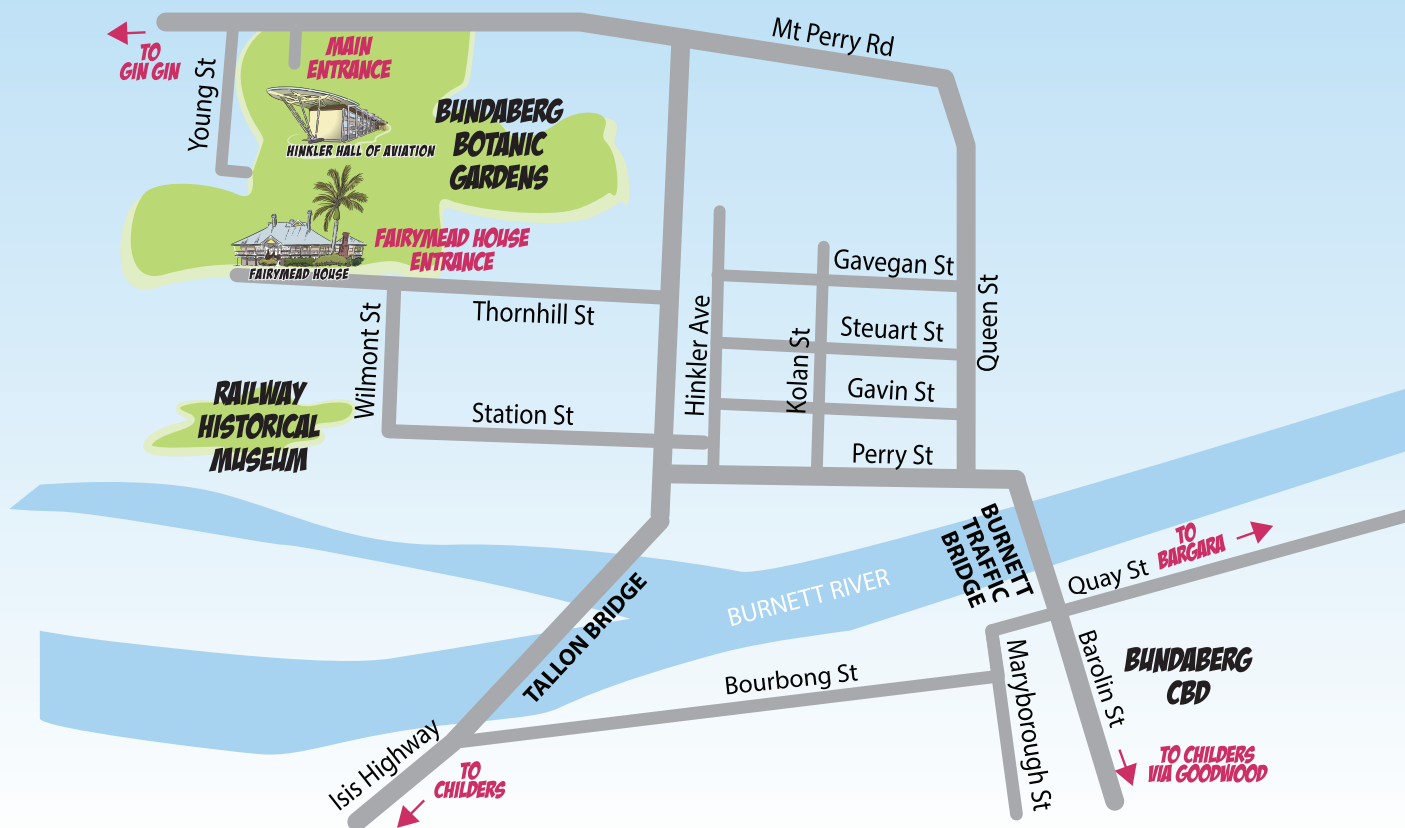 Mt Perry Rd
TO
GIN GIN
Young St
MAIN
ENTRANCE
HINKLER HALL OF AVIATION
BUNDABERG
BOTANIC
GARDENS
FAIRYMEAD HOUSE
ENTRANCE
FAIRYMEAD HOUSE
Thornhill St
Wilmont St
Station St
Hinkler Ave
Kolan St
Gavegan St
Steuart St
Gavin St
Perry St
Queen St
RAILWAY
HISTORICAL
MUSEUM
BURNETT
TRAFFIC
BRIDGE
TO
BARGARA
Quay St
BURNETT RIVER
TALLON BRIDGE
Bourbong St
Maryborough St
Barolin St
BUNDABERG
CBD
Isis Highway
TO
CHILDERS
TO CHILDERS
VIA GOODWOOD